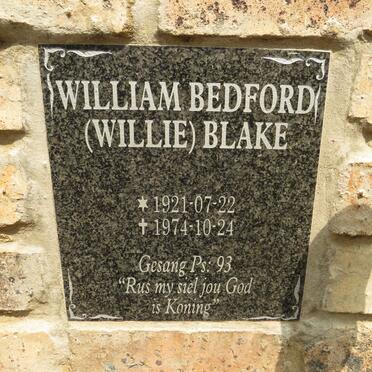 WILLIAM BEDFORD
(WILLIE) BLAKE
✶ 1921-07-22
✝ 1974-10-24
Gesang Ps: 93
"Rus my siel jou God
is Koning"